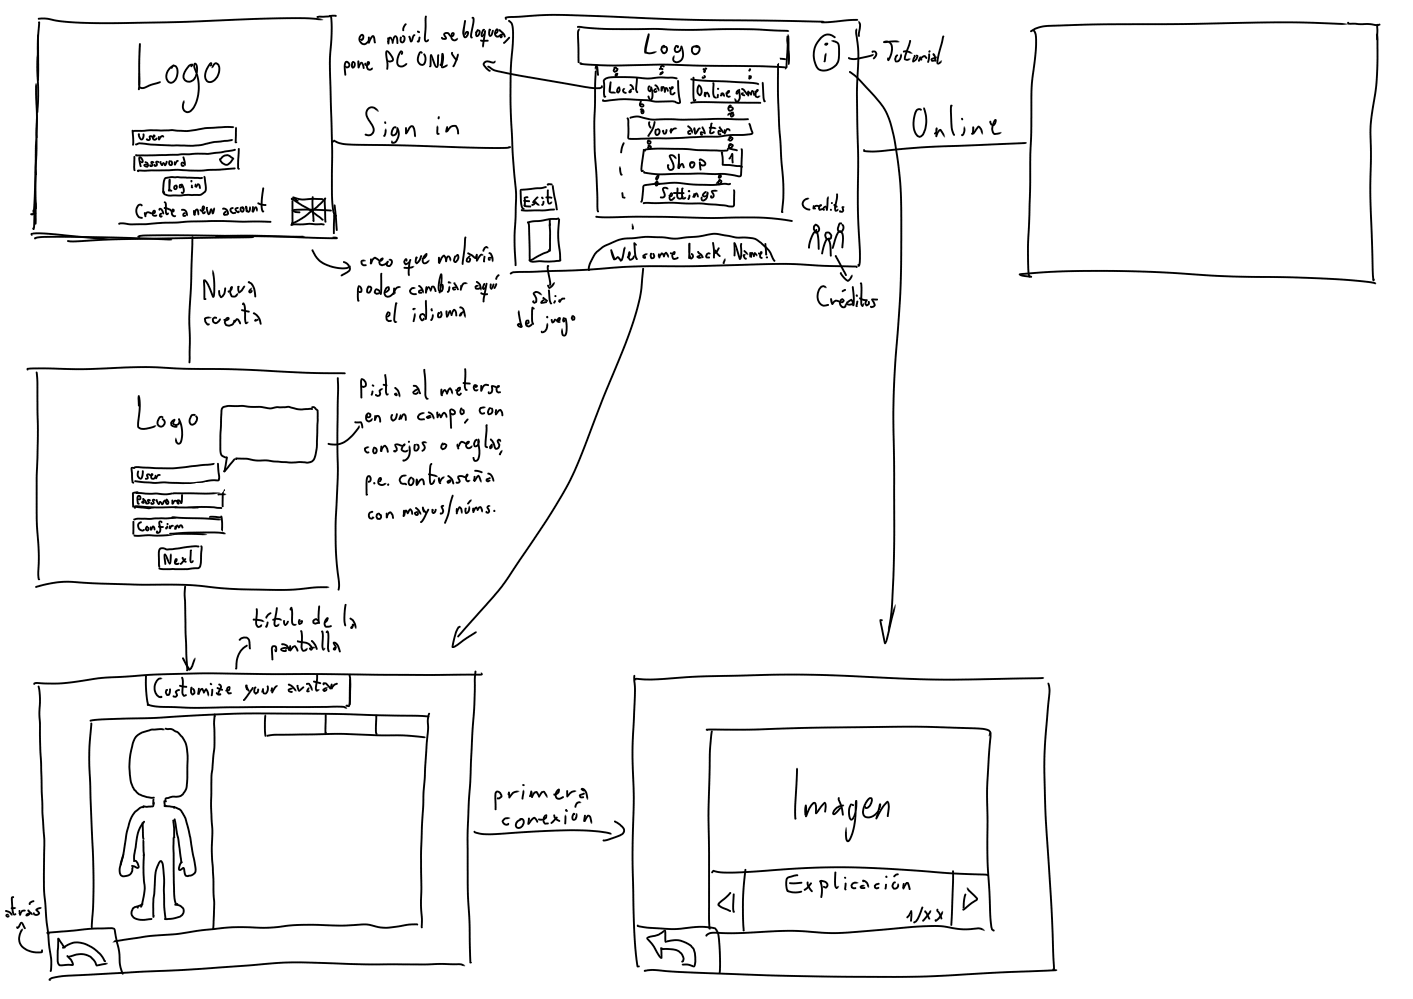 Logo
User
Password
Log in
Create a new account
Sign in
en móvil se bloquea,
pone PC ONLY
Logo
Local game
Online game
Your avatar
Shop
1
Settings
Exit
Welcome back, Name!
i
Tutorial
Credits
Créditos
Salir
del juego
Online
creo que molaría
poder cambiar aquí
el idioma
Nueva
cuenta
Logo
User
Password
Confirm
Next
Pista al meterse
en un campo, con
consejos o reglas,
p.e. contraseña
con mayus/núms.
título de la
pantalla
Customize your avatar
atrás
primera
conexión
Imagen
Explicación
1/xx